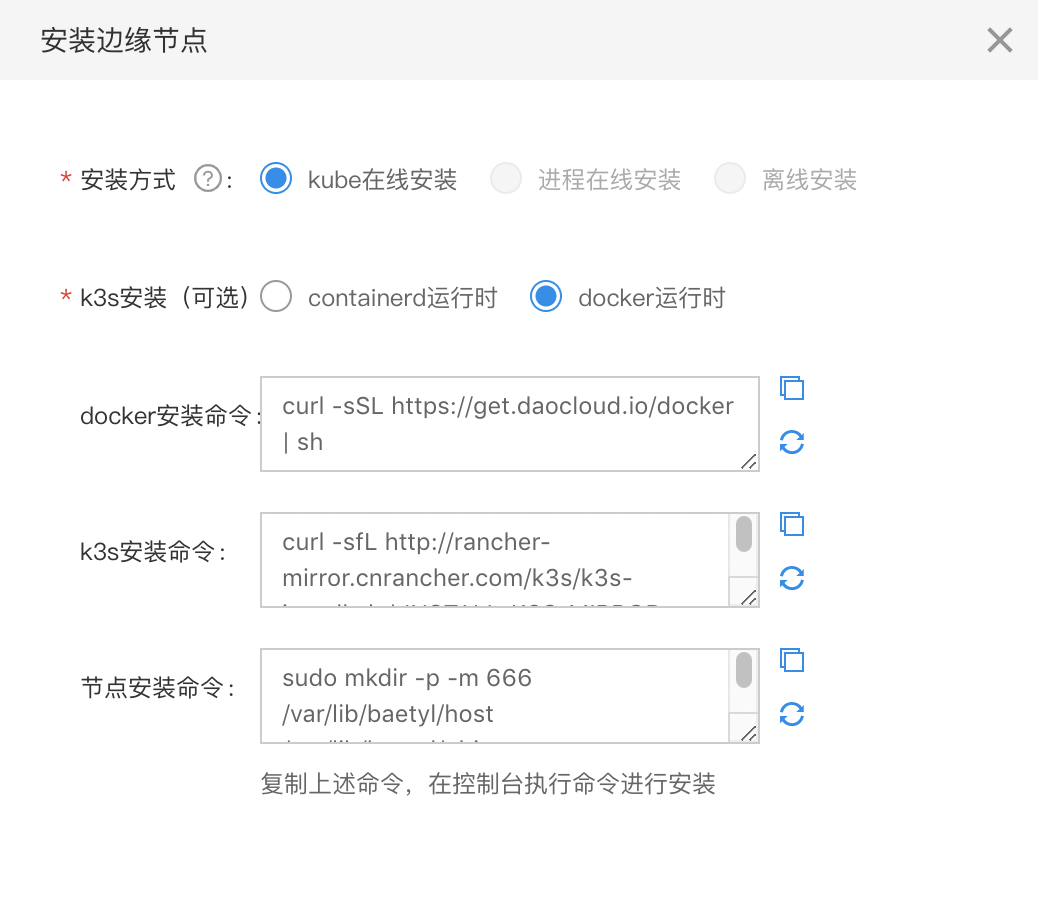 安装边缘节点
* 安装方式 ? : kube在线安装 进程在线安装 离线安装
* k3s安装（可选） containerd运行时 docker运行时
docker安装命令: curl -sSL https://get.daocloud.io/docker
| sh
k3s安装命令: curl -sfL http://rancher-
mirror.cnrancher.com/k3s/k3s-
节点安装命令: sudo mkdir -p -m 666
/var/lib/baetyl/host
复制上述命令，在控制台执行命令进行安装